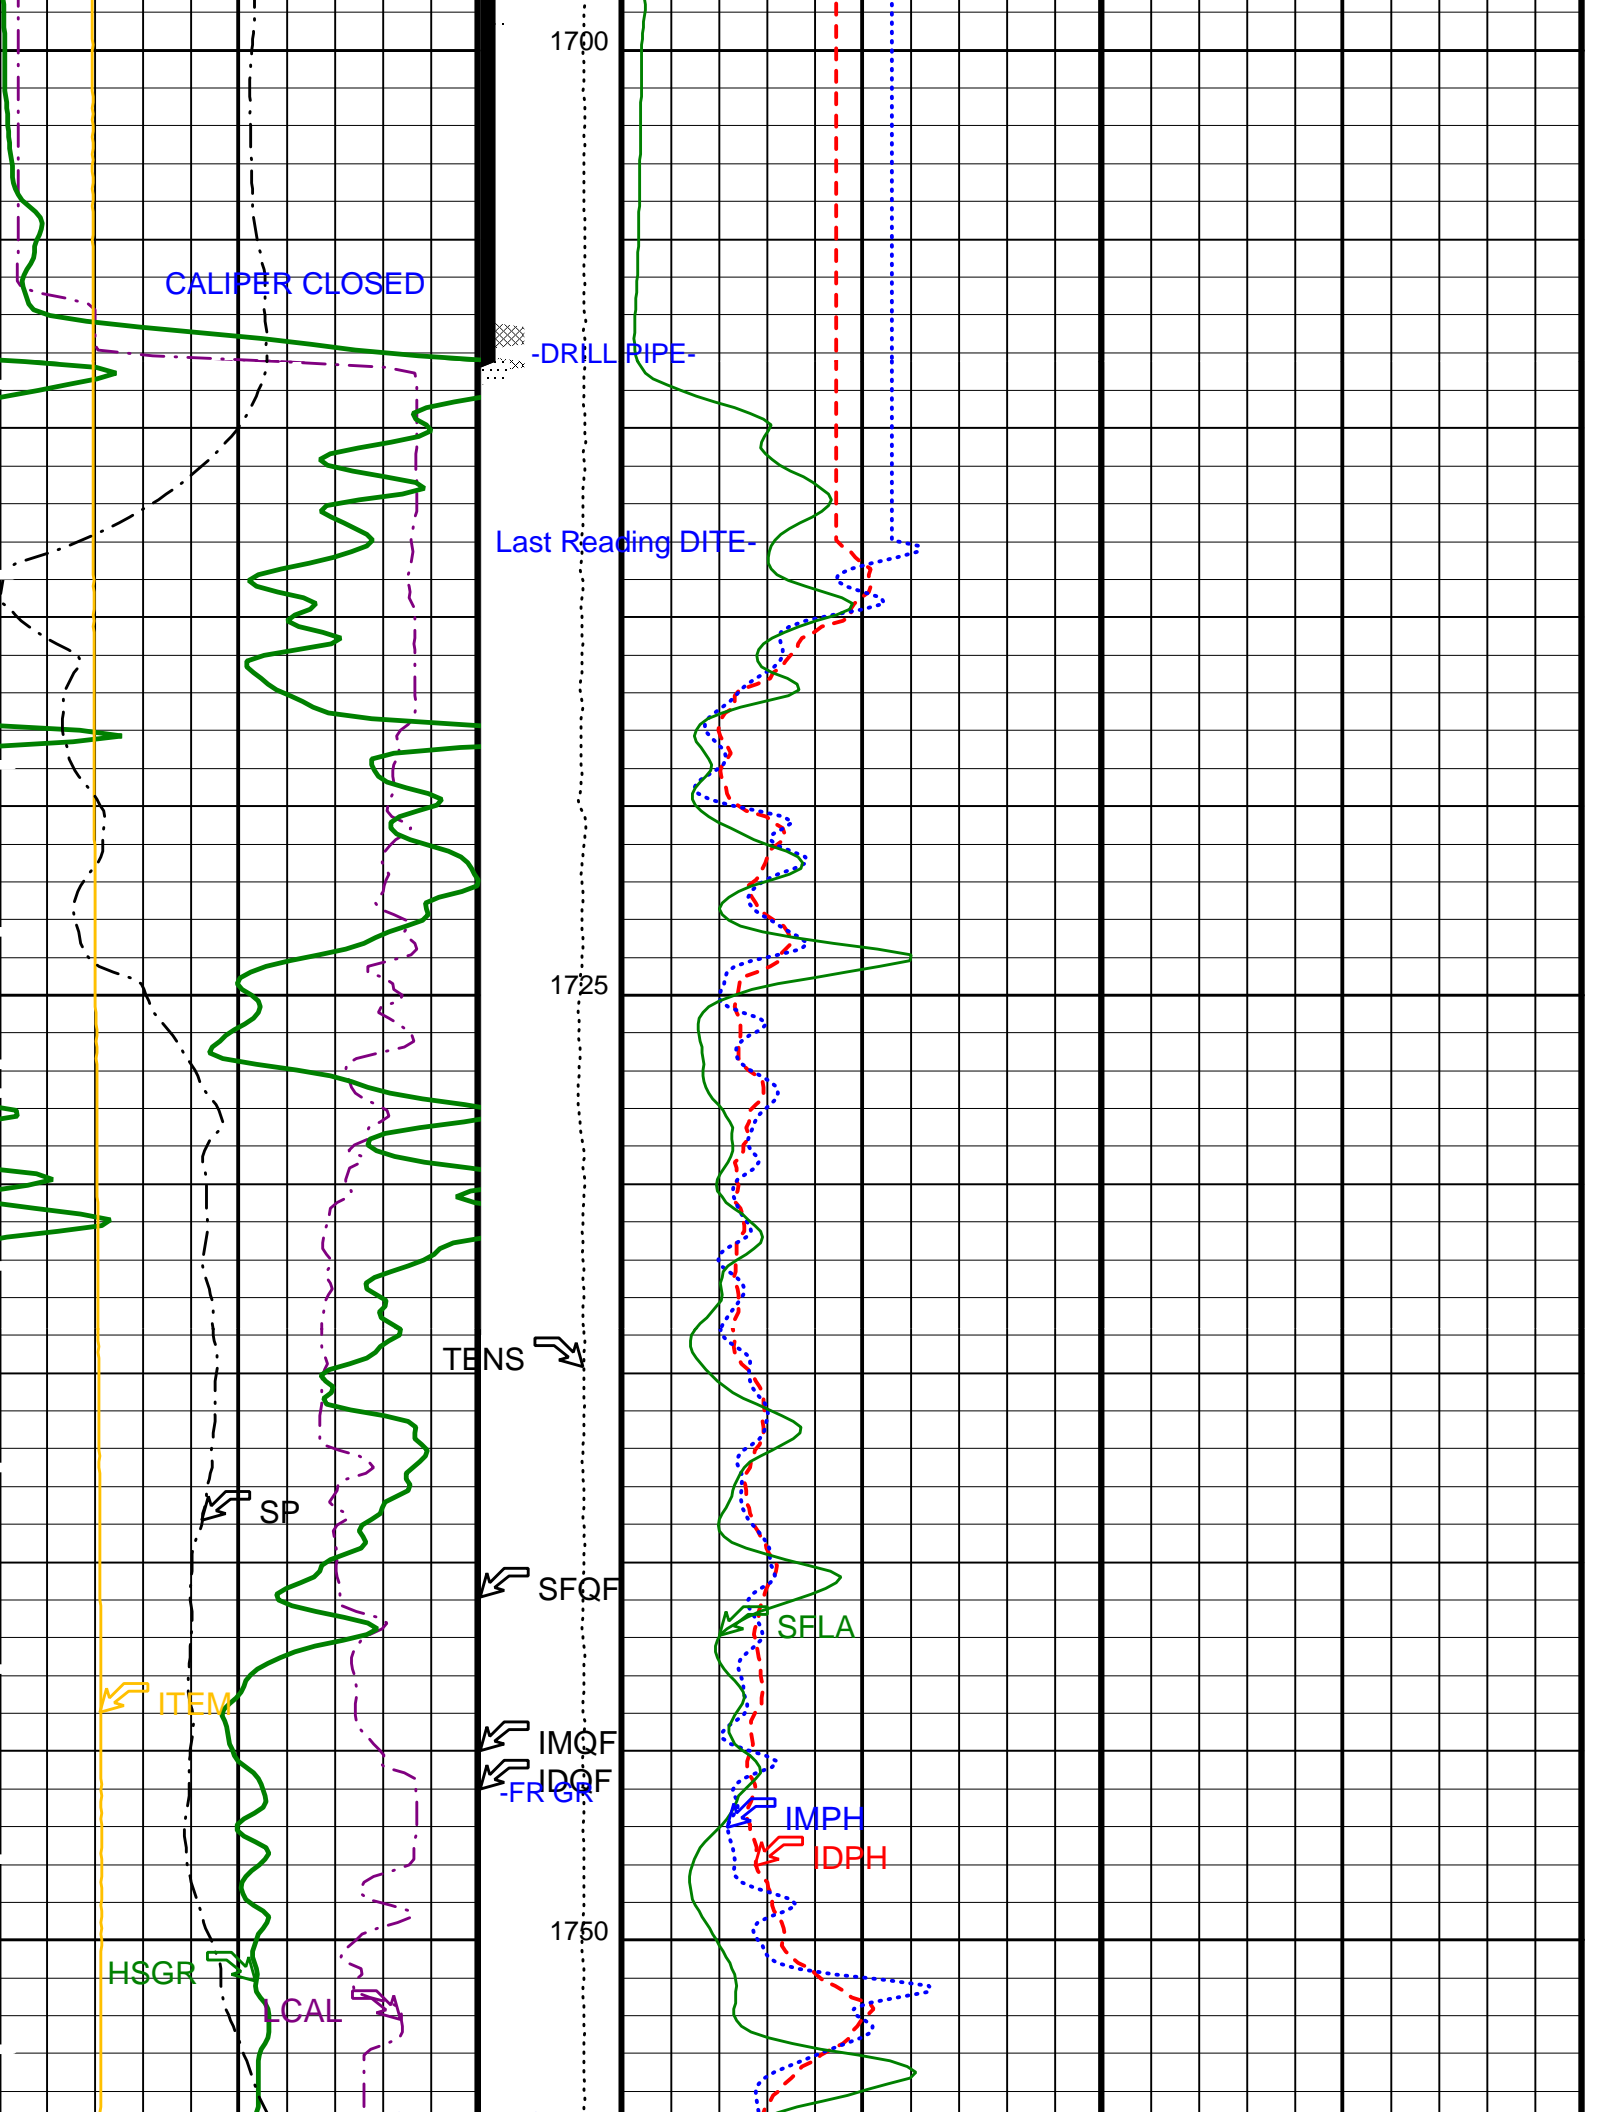 1700
CALIPER CLOSED
-DRILL PIPE-
Last Reading DITE-
1725
TENS
SP
SFQF
SFLA
ITEM
IMQF
IDQF
-FR GR
IMPH
IDPH
1750
HSGR
LCAL